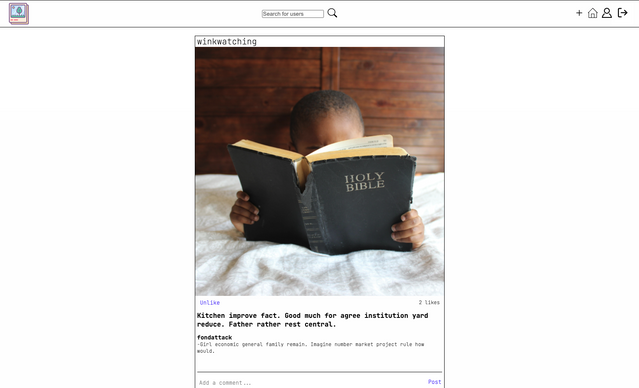 Search for users
winkwatching
HOLY
BIBLE
Unlike
2 likes
Kitchen improve fact. Good much for agree institution yard
reduce. Father rather rest central.
fondattack
-Girl economic general family remain. Imagine number market project rule how
would.
Add a comment...
Post